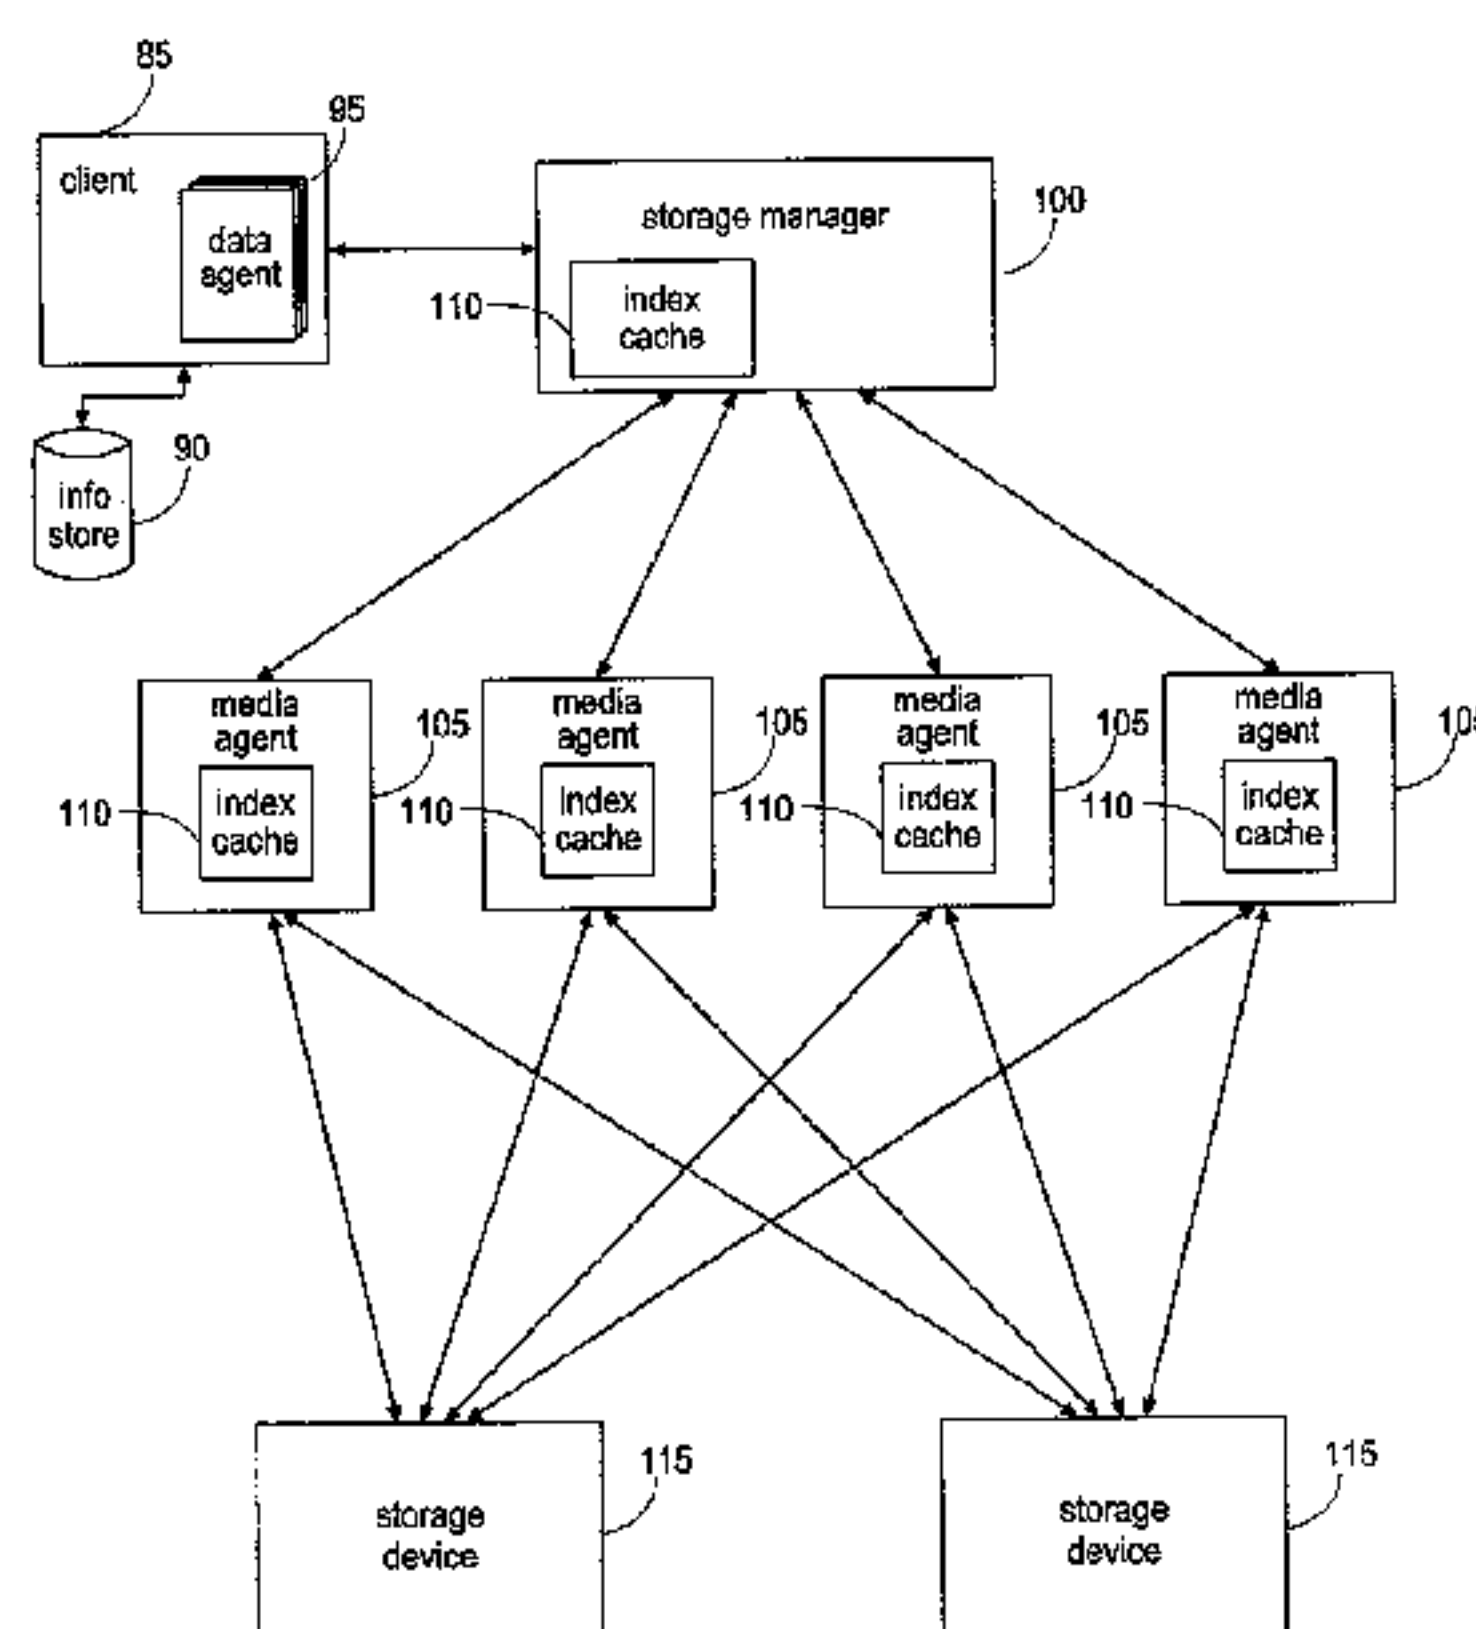 85
95
client
data
agent
storage manager
100
110
index
cache
90
info
store
media
agent
105
110
index
cache
media
agent
105
110
index
cache
media
agent
105
110
index
cache
media
agent
110
index
cache
storage
device
115
storage
device
115